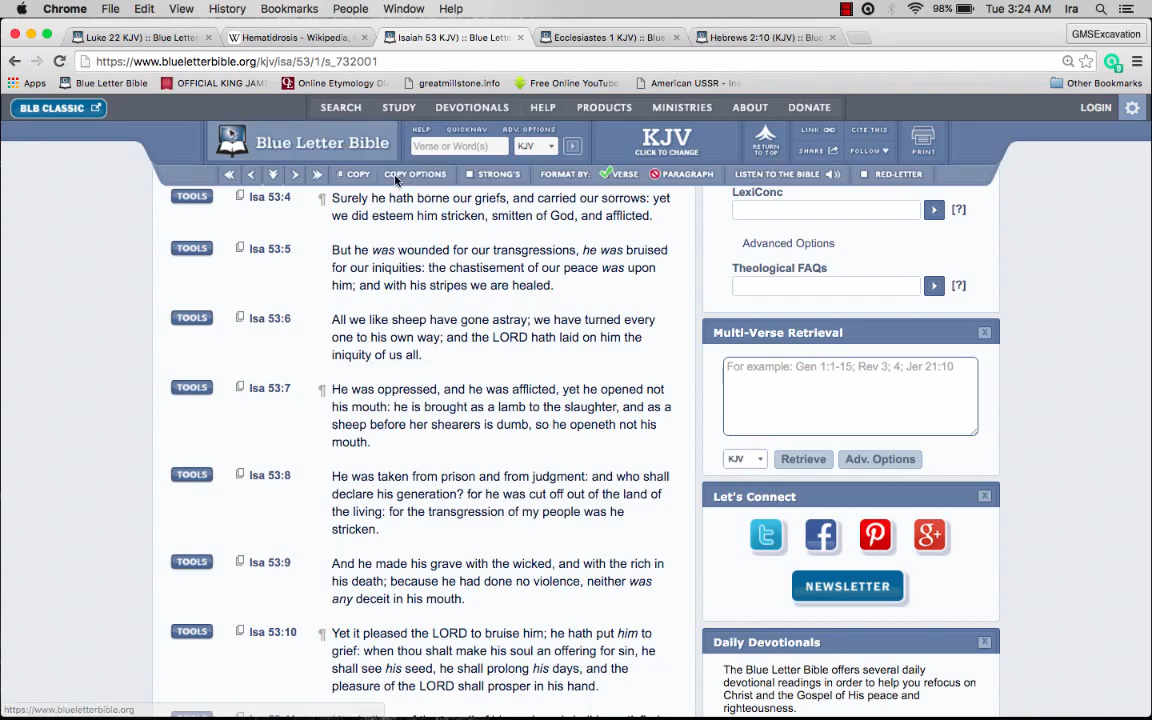 Chrome File Edit View History Bookmarks People Window Help 98% Tue 3:24 AM Ira
Luke 22 KJV) :: Blue Letter Hematidrosis - Wikipedia, Isaiah 53 KJV) :: Blue Lette Ecclesiastes 1 KJV) :: Blue Hebrews 2:10 (KJV) :: Blue GMSExcavation
https://www.blueletterbible.org/kjv/isa/53/1/s_732001
Apps Blue Letter Bible OFFICIAL KING JAM Online Etymology Di greatmillstone.info Free Online YouTube American USSR - In Other Bookmarks
BLB CLASSIC SEARCH STUDY DEVOTIONALS HELP PRODUCTS MINISTRIES ABOUT DONATE LOGIN
HELP QUICKNAV ADV. OPTIONS
Blue Letter Bible Verse or Word(s) KJV
KJV
CLICK TO CHANGE
RETURN
TO TOP
LINK CITE THIS
SHARE FOLLOW
PRINT
COPY COPY OPTIONS STRONG'S FORMAT BY: VERSE PARAGRAPH LISTEN TO THE BIBLE RED-LETTER
TOOLS Isa 53:4 ¶ Surely he hath borne our griefs, and carried our sorrows: yet
we did esteem him stricken, smitten of God, and afflicted.
TOOLS Isa 53:5 But he was wounded for our transgressions, he was bruised
for our iniquities: the chastisement of our peace was upon
him; and with his stripes we are healed.
TOOLS Isa 53:6 All we like sheep have gone astray; we have turned every
one to his own way; and the LORD hath laid on him the
iniquity of us all.
TOOLS Isa 53:7 ¶ He was oppressed, and he was afflicted, yet he opened not
his mouth: he is brought as a lamb to the slaughter, and as a
sheep before her shearers is dumb, so he openeth not his
mouth.
TOOLS Isa 53:8 He was taken from prison and from judgment: and who shall
declare his generation? for he was cut off out of the land of
the living: for the transgression of my people was he
stricken.
TOOLS Isa 53:9 And he made his grave with the wicked, and with the rich in
his death; because he had done no violence, neither was
any deceit in his mouth.
TOOLS Isa 53:10 ¶ Yet it pleased the LORD to bruise him; he hath put him to
grief: when thou shalt make his soul an offering for sin, he
shall see his seed, he shall prolong his days, and the
pleasure of the LORD shall prosper in his hand.
LexiConc
[?]
Advanced Options
Theological FAQs
[?]
Multi-Verse Retrieval X
For example: Gen 1:1-15; Rev 3; 4; Jer 21:10
KJV Retrieve Adv. Options
Let's Connect X
NEWSLETTER
Daily Devotionals X
The Blue Letter Bible offers several daily
devotional readings in order to help you refocus on
Christ and the Gospel of His peace and
righteousness.
https://www.blueletterbible.org